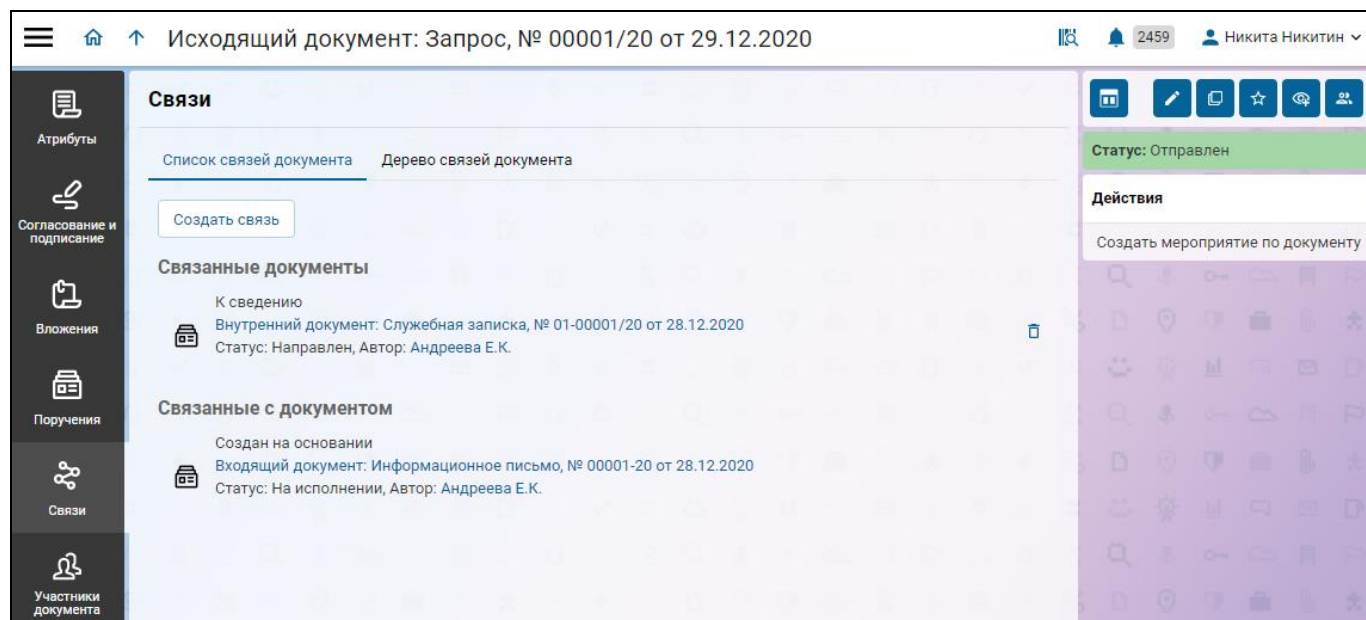 Исходящий документ: Запрос, № 00001/20 от 29.12.2020
2459
Никита Никитин
Атрибуты
Согласование и
подписание
Вложения
Поручения
Связи
Участники
документа
Связи
Список связей документа
Дерево связей документа
Создать связь
Связанные документы
К сведению
Внутренний документ: Служебная записка, № 01-00001/20 от 28.12.2020
Статус: Направлен, Автор: Андреева Е.К.
Связанные с документом
Создан на основании
Входящий документ: Информационное письмо, № 00001-20 от 28.12.2020
Статус: На исполнении, Автор: Андреева Е.К.
Статус: Отправлен
Действия
Создать мероприятие по документу